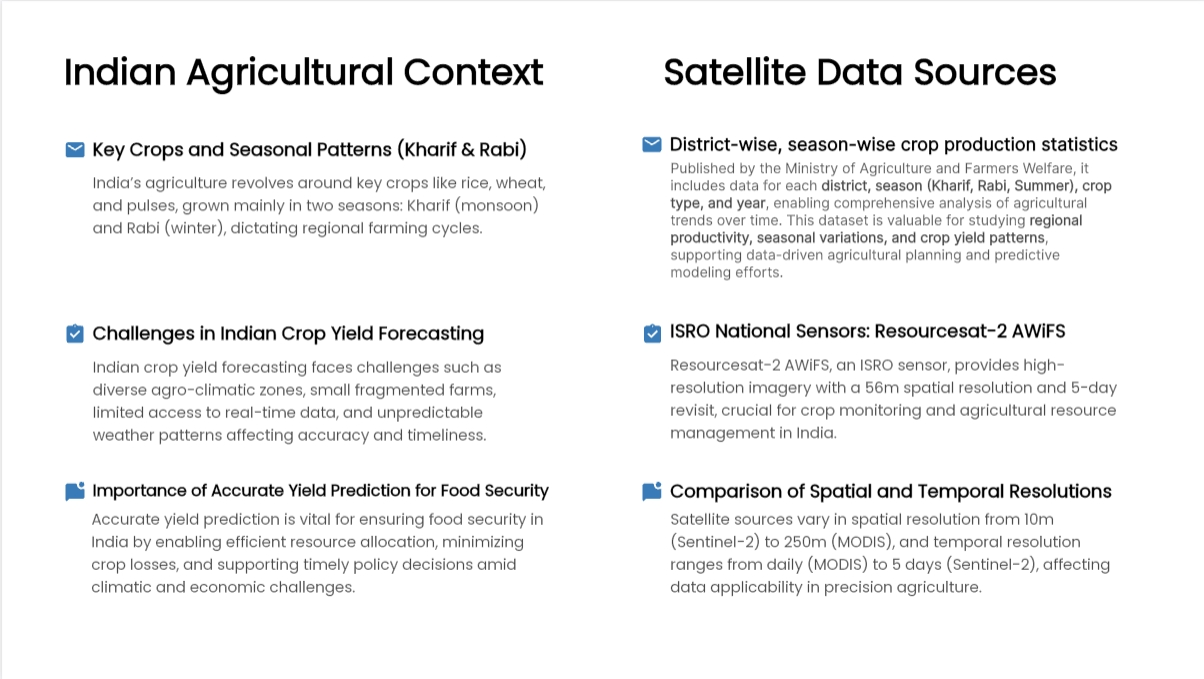 Indian Agricultural Context
Key Crops and Seasonal Patterns (Kharif & Rabi)
India's agriculture revolves around key crops like rice, wheat,
and pulses, grown mainly in two seasons: Kharif (monsoon)
and Rabi (winter), dictating regional farming cycles.
Challenges in Indian Crop Yield Forecasting
Indian crop yield forecasting faces challenges such as
diverse agro-climatic zones, small fragmented farms,
limited access to real-time data, and unpredictable
weather patterns affecting accuracy and timeliness.
Importance of Accurate Yield Prediction for Food Security
Accurate yield prediction is vital for ensuring food security in
India by enabling efficient resource allocation, minimizing
crop losses, and supporting timely policy decisions amid
climatic and economic challenges.
Satellite Data Sources
District-wise, season-wise crop production statistics
Published by the Ministry of Agriculture and Farmers Welfare, it
includes data for each district, season (Kharif, Rabi, Summer), crop
type, and year, enabling comprehensive analysis of agricultural
trends over time. This dataset is valuable for studying regional
productivity, seasonal variations, and crop yield patterns,
supporting data-driven agricultural planning and predictive
modeling efforts.
ISRO National Sensors: Resourcesat-2 AWiFS
Resourcesat-2 AWiFS, an ISRO sensor, provides high-
resolution imagery with a 56m spatial resolution and 5-day
revisit, crucial for crop monitoring and agricultural resource
management in India.
Comparison of Spatial and Temporal Resolutions
Satellite sources vary in spatial resolution from 10m
(Sentinel-2) to 250m (MODIS), and temporal resolution
ranges from daily (MODIS) to 5 days (Sentinel-2), affecting
data applicability in precision agriculture.